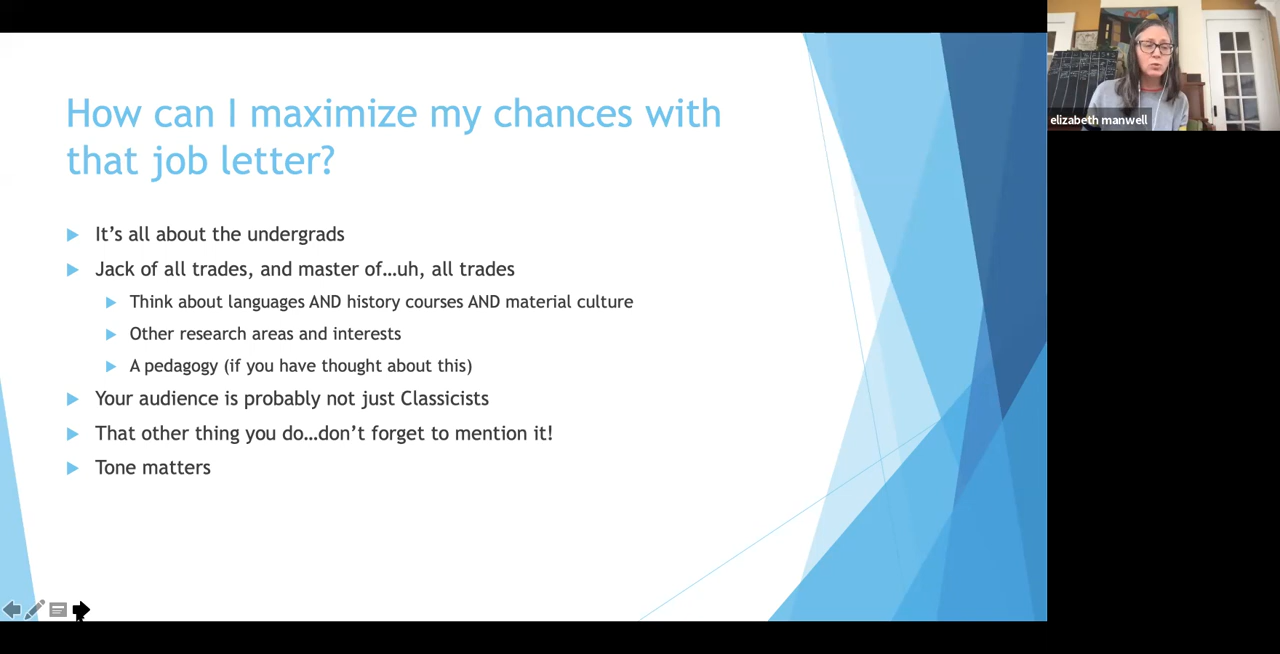 How can I maximize my chances with
that job letter?
It's all about the undergrads
Jack of all trades, and master of…uh, all trades
Think about languages AND history courses AND material culture
Other research areas and interests
A pedagogy (if you have thought about this)
Your audience is probably not just Classicists
That other thing you do…don't forget to mention it!
Tone matters
elizabeth manwell